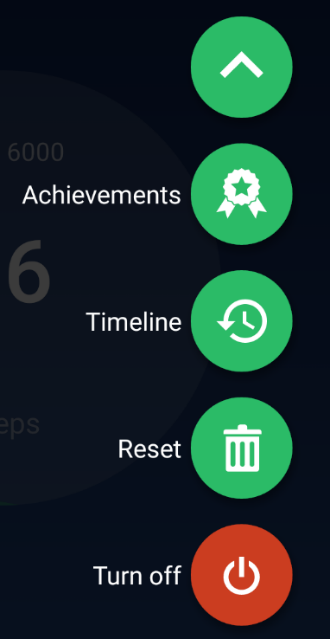 6000
Achievements
6
Timeline
eps
Reset
Turn off